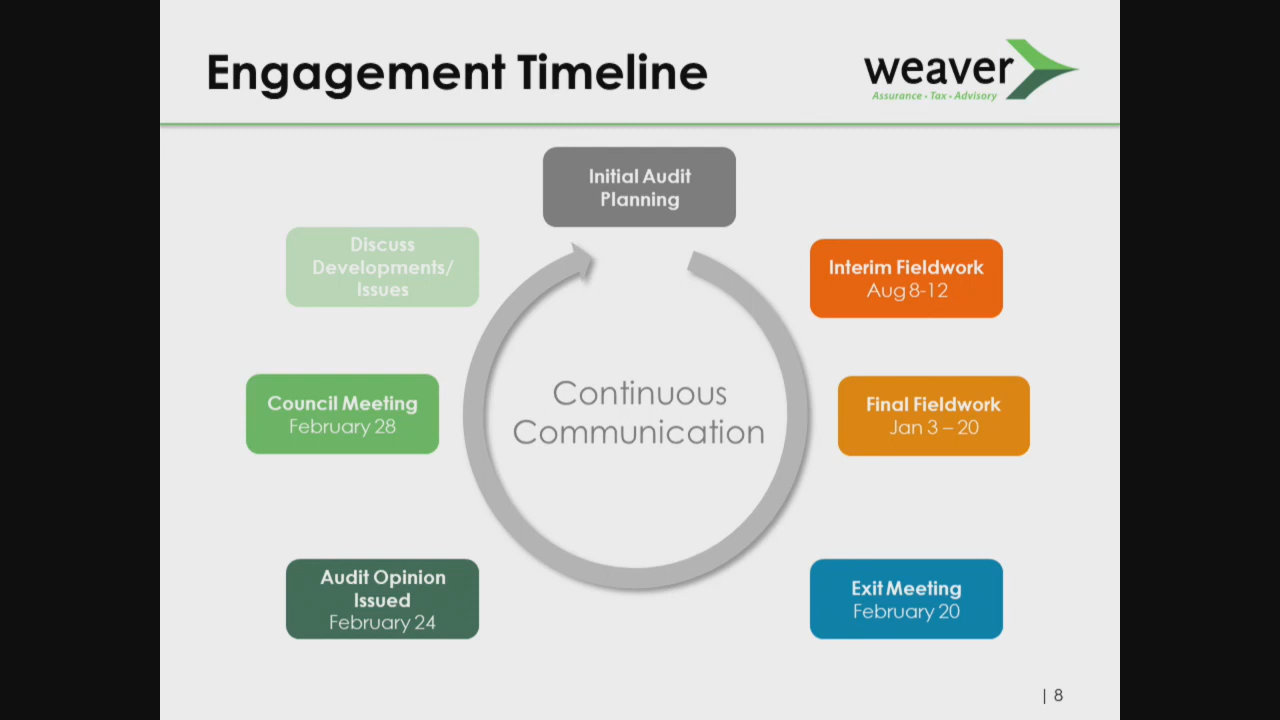 Engagement Timeline
weaver
Assurance • Tax • Advisory
Initial Audit
Planning
Discuss
Developments/
Issues
Interim Fieldwork
Aug 8-12
Continuous
Communication
Council Meeting
February 28
Final Fieldwork
Jan 3 – 20
Audit Opinion
Issued
February 24
Exit Meeting
February 20
| 8